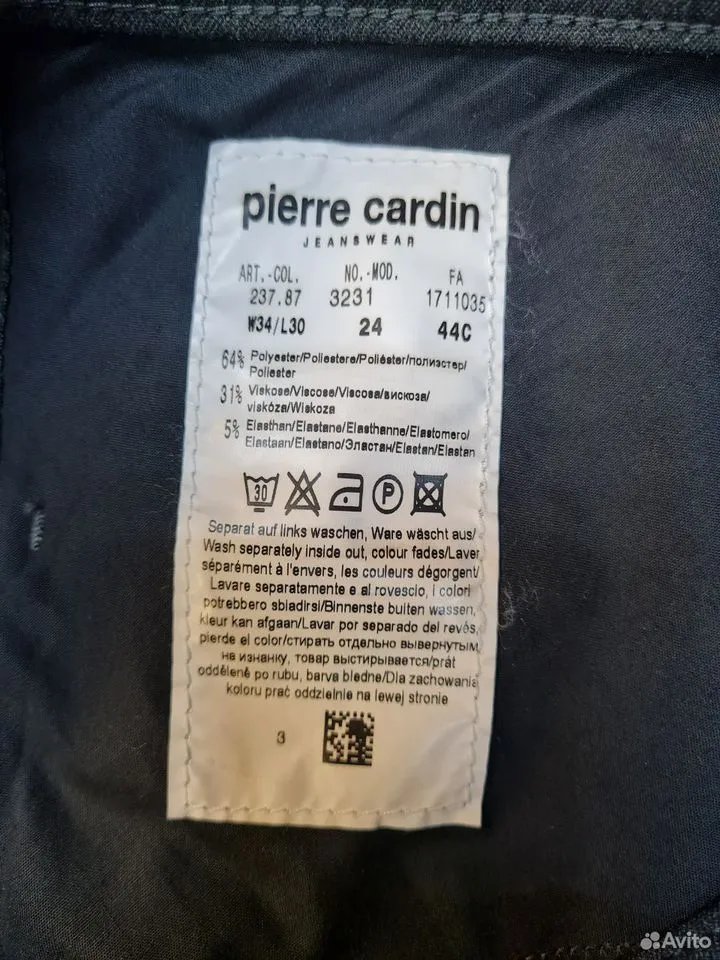 pierre cardin
JEANSWEAR
ART.-COL. NO.-MOD. FA
237.87 3231 1711035
W34/L30 24 44C
64% Polyester/Poliestere/Poliéster/полиэстер/
Poliester
31% Viskose/Viscose/Viscosa/вискоза/
viskóza/Wiskoza
5% Elasthan/Elastane/Elasthanne/Elastomero/
Elastaan/Elastano/Эластан/Elastan/Elastan
30 P
Separat auf links waschen, Ware wäscht aus/
Wash separately inside out, colour fades/Laver
séparément à l'envers, les couleurs dégorgent/
Lavare separatamente e al rovescio, i colori
potrebbero sbiadirsi/Binnenste buiten wassen,
kleur kan afgaan/Lavar por separado del revés,
pierde el color/стирать отдельно вывернутым
на изнанку, товар выстирывается/prát
odděleně po rubu, barva bledne/Dla zachowania
koloru prać oddzielnie na lewej stronie
3
Avito